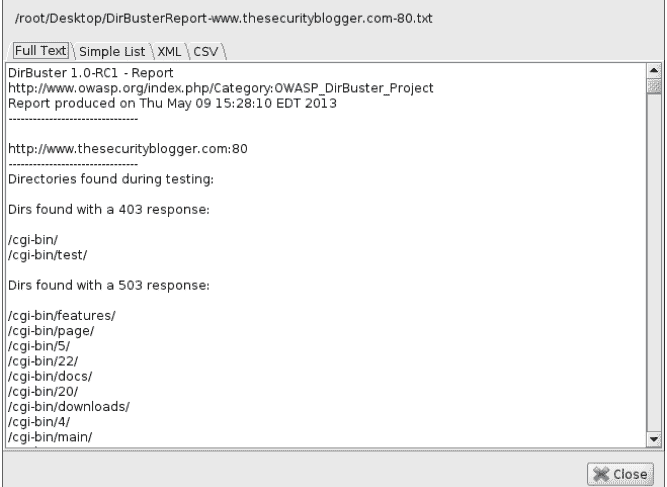 /root/Desktop/DirBusterReport-www.thesecurityblogger.com-80.txt
Full Text Simple List XML CSV
DirBuster 1.0-RC1 - Report
http://www.owasp.org/index.php/Category:OWASP_DirBuster_Project
Report produced on Thu May 09 15:28:10 EDT 2013
--------------------------------
http://www.thesecurityblogger.com:80
--------------------------------
Directories found during testing:
Dirs found with a 403 response:
/cgi-bin/
/cgi-bin/test/
Dirs found with a 503 response:
/cgi-bin/features/
/cgi-bin/page/
/cgi-bin/5/
/cgi-bin/22/
/cgi-bin/docs/
/cgi-bin/20/
/cgi-bin/downloads/
/cgi-bin/4/
/cgi-bin/main/
Close